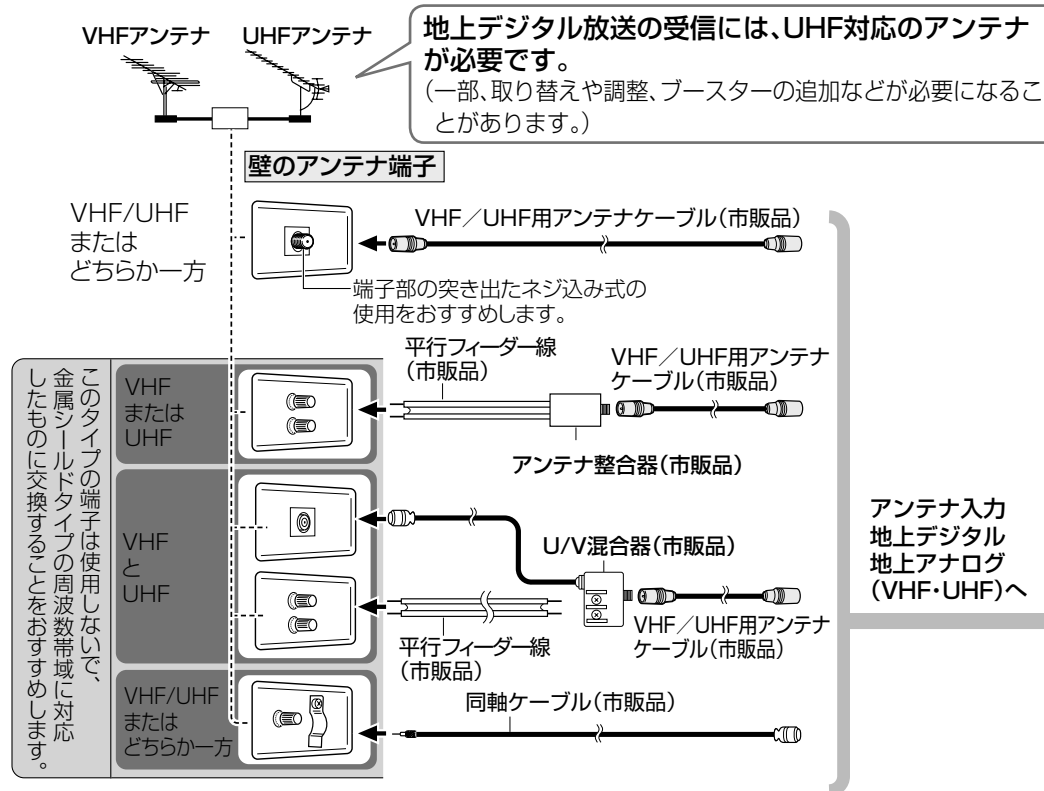 VHFアンテナ
UHFアンテナ
地上デジタル放送の受信には、UHF対応のアンテナ
が必要です。
（一部、取り替えや調整、ブースターの追加などが必要になるこ
とがあります。）
壁のアンテナ端子
VHF/UHF
または
どちらか一方
VHF／UHF用アンテナケーブル（市販品）
端子部の突き出たネジ込み式の
使用をおすすめします。
このタイプの端子は使用しないで、
金属シールドタイプの周波数帯域に対応
したものに交換することをおすすめします。
VHF
または
UHF
平行フィーダー線
（市販品）
VHF／UHF用アンテナ
ケーブル（市販品）
アンテナ整合器（市販品）
VHF
と
UHF
U/V混合器（市販品）
平行フィーダー線
（市販品）
VHF／UHF用アンテナ
ケーブル（市販品）
VHF/UHF
または
どちらか一方
同軸ケーブル（市販品）
アンテナ入力
地上デジタル
地上アナログ
（VHF・UHF）へ